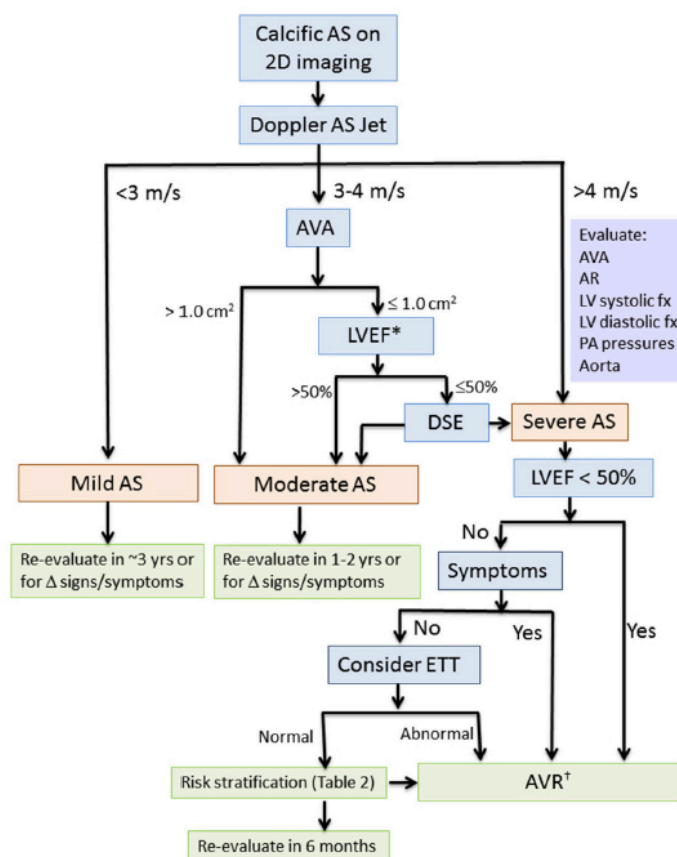 Calcific AS on
2D imaging
Doppler AS Jet
<3 m/s
3-4 m/s
>4 m/s
AVA
Evaluate:
AVA
AR
LV systolic fx
LV diastolic fx
PA pressures
Aorta
> 1.0 cm²
≤ 1.0 cm²
LVEF*
>50%
≤50%
DSE
Severe AS
Mild AS
Moderate AS
LVEF < 50%
Re-evaluate in ~3 yrs or
for Δ signs/symptoms
Re-evaluate in 1-2 yrs or
for Δ signs/symptoms
No
Symptoms
No
Yes
Yes
Consider ETT
Normal
Abnormal
Risk stratification (Table 2)
AVR†
Re-evaluate in 6 months